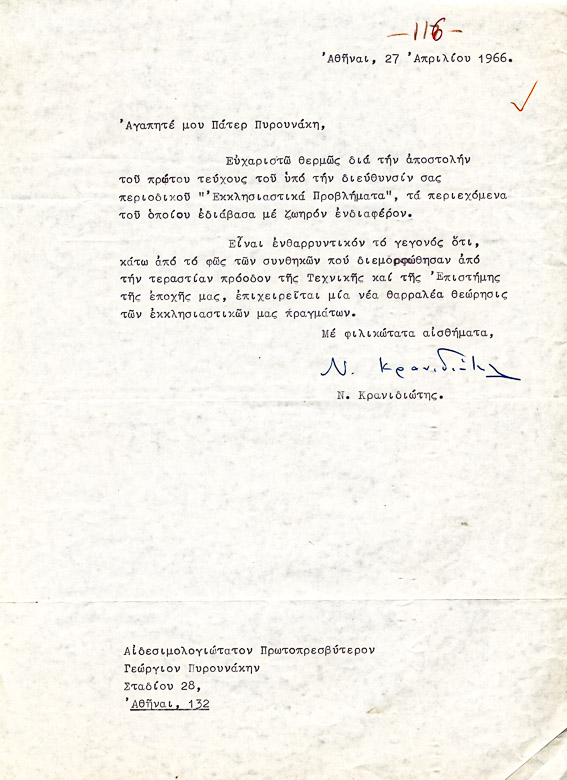 —116—
'Αθῆναι, 27 'Απριλίου 1966.
'Αγαπητέ μου Πάτερ Πυρουνάκη,
Εὐχαριστῶ θερμῶς διά τήν ἀποστολήν
τοῦ πρώτου τεύχους τοῦ ὑπό τήν διεύθυνσίν σας
περιοδικοῦ "'Εκκλησιαστικά Προβλήματα", τά περιεχόμενα
τοῦ ὁποίου ἐδιάβασα μέ ζωηρόν ἐνδιαφέρον.
Εἶναι ἐνθαρρυντικόν τό γεγονός ὅτι,
κάτω ἀπό τό φῶς τῶν συνθηκῶν πού διεμορφώθησαν ἀπό
τήν τεραστίαν πρόοδον τῆς Τεχνικῆς καί τῆς 'Επιστήμης
τῆς ἐποχῆς μας, ἐπιχειρεῖται μία νέα θαρραλέα θεώρησις
τῶν ἐκκλησιαστικῶν μας πραγμάτων.
Μέ φιλικώτατα αἰσθήματα,
Ν. Κρανιδιώτης
Ν. Κρανιδιώτης.
Αἰδεσιμολογιώτατον Πρωτοπρεσβύτερον
Γεώργιον Πυρουνάκην
Σταδίου 28,
'Αθῆναι, 132